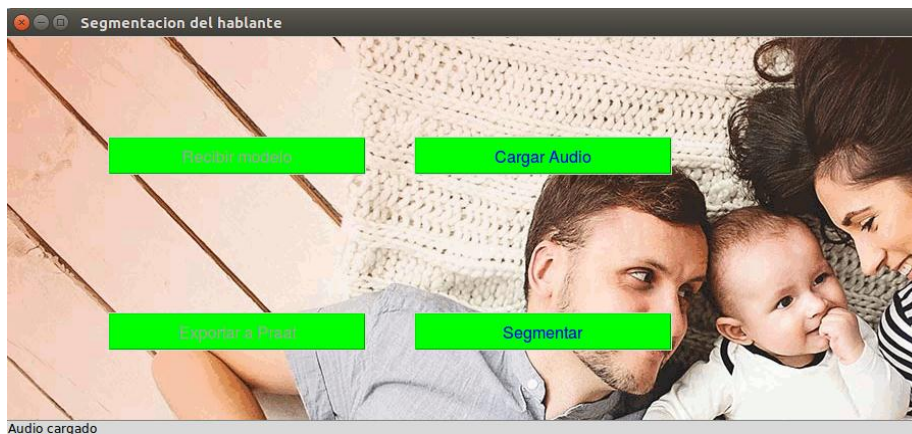 Segmentacion del hablante
Recibir modelo
Cargar Audio
Exportar a Praat
Segmentar
Audio cargado